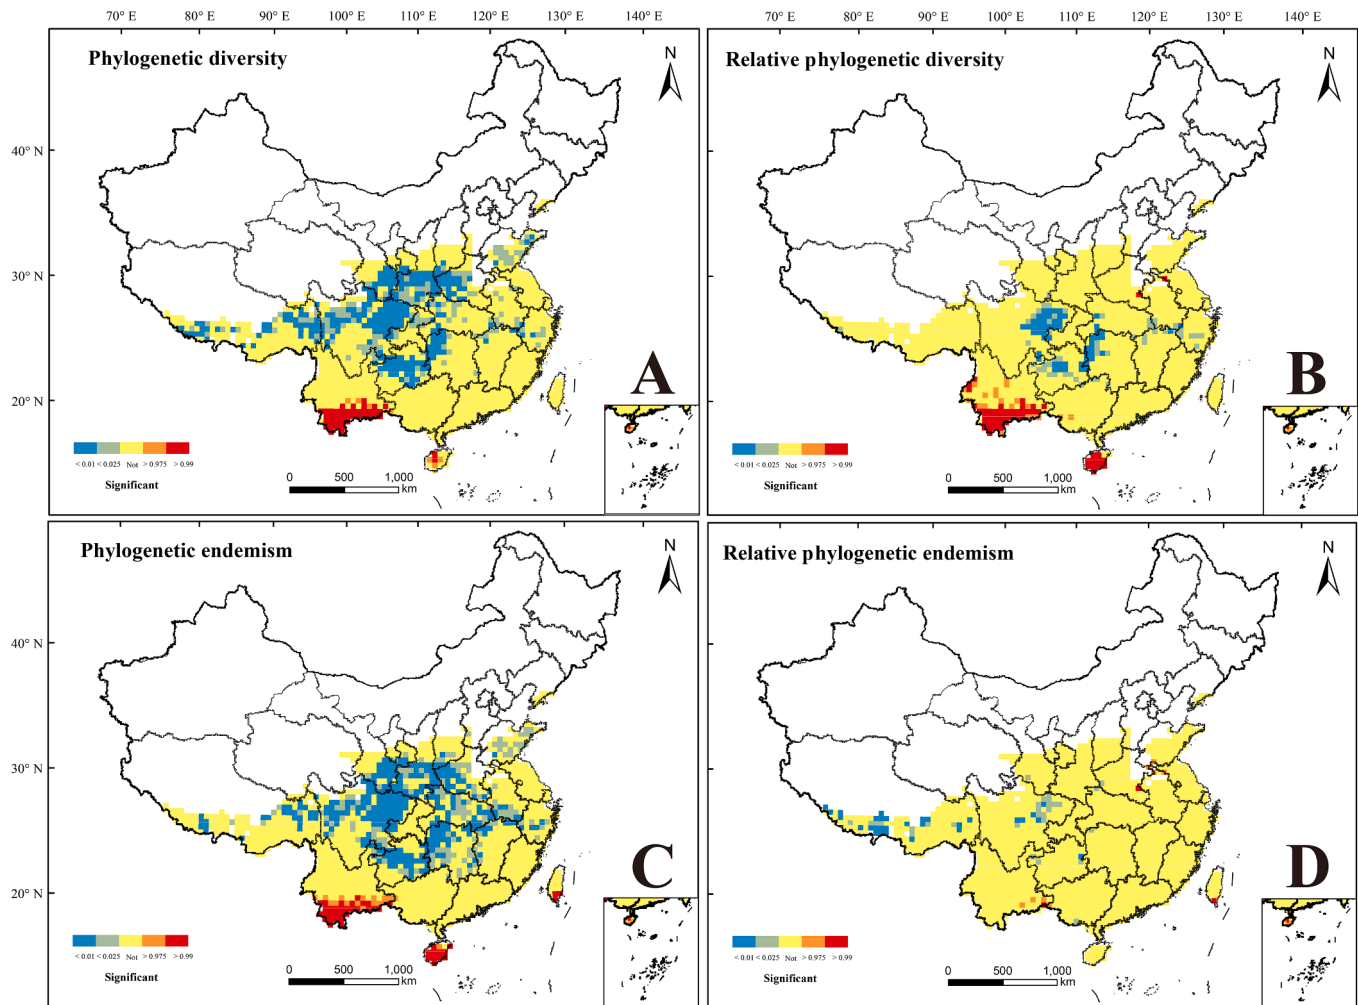 70° E 80° E 90° E 100° E 110° E 120° E 130° E 140° E 70° E 80° E 90° E 100° E 110° E 120° E 130° E 140° E
Phylogenetic diversity
N
40° N
30° N
20° N
A
< 0.01 < 0.025 Not > 0.975 > 0.99
Significant
0 500 1,000
km
Relative phylogenetic diversity
N
B
< 0.01 < 0.025 Not > 0.975 > 0.99
Significant
0 500 1,000
km
Phylogenetic endemism
N
40° N
30° N
20° N
C
< 0.01 < 0.025 Not > 0.975 > 0.99
Significant
0 500 1,000
km
Relative phylogenetic endemism
N
D
< 0.01 < 0.025 Not > 0.975 > 0.99
Significant
0 500 1,000
km